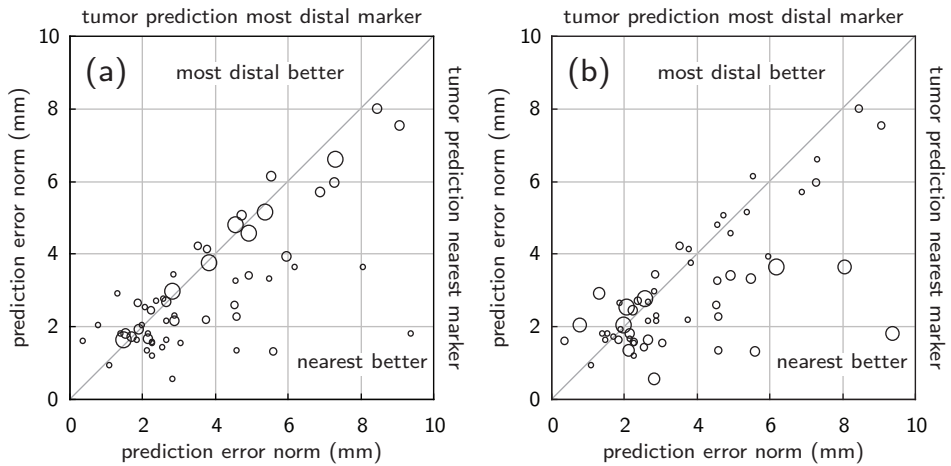 tumor prediction most distal marker
(a)
most distal better
nearest better
10
8
6
4
2
0
0 2 4 6 8 10
prediction error norm (mm)
prediction error norm (mm)
tumor prediction nearest marker
tumor prediction most distal marker
(b)
most distal better
nearest better
10
8
6
4
2
0
0 2 4 6 8 10
prediction error norm (mm)
prediction error norm (mm)
tumor prediction nearest marker